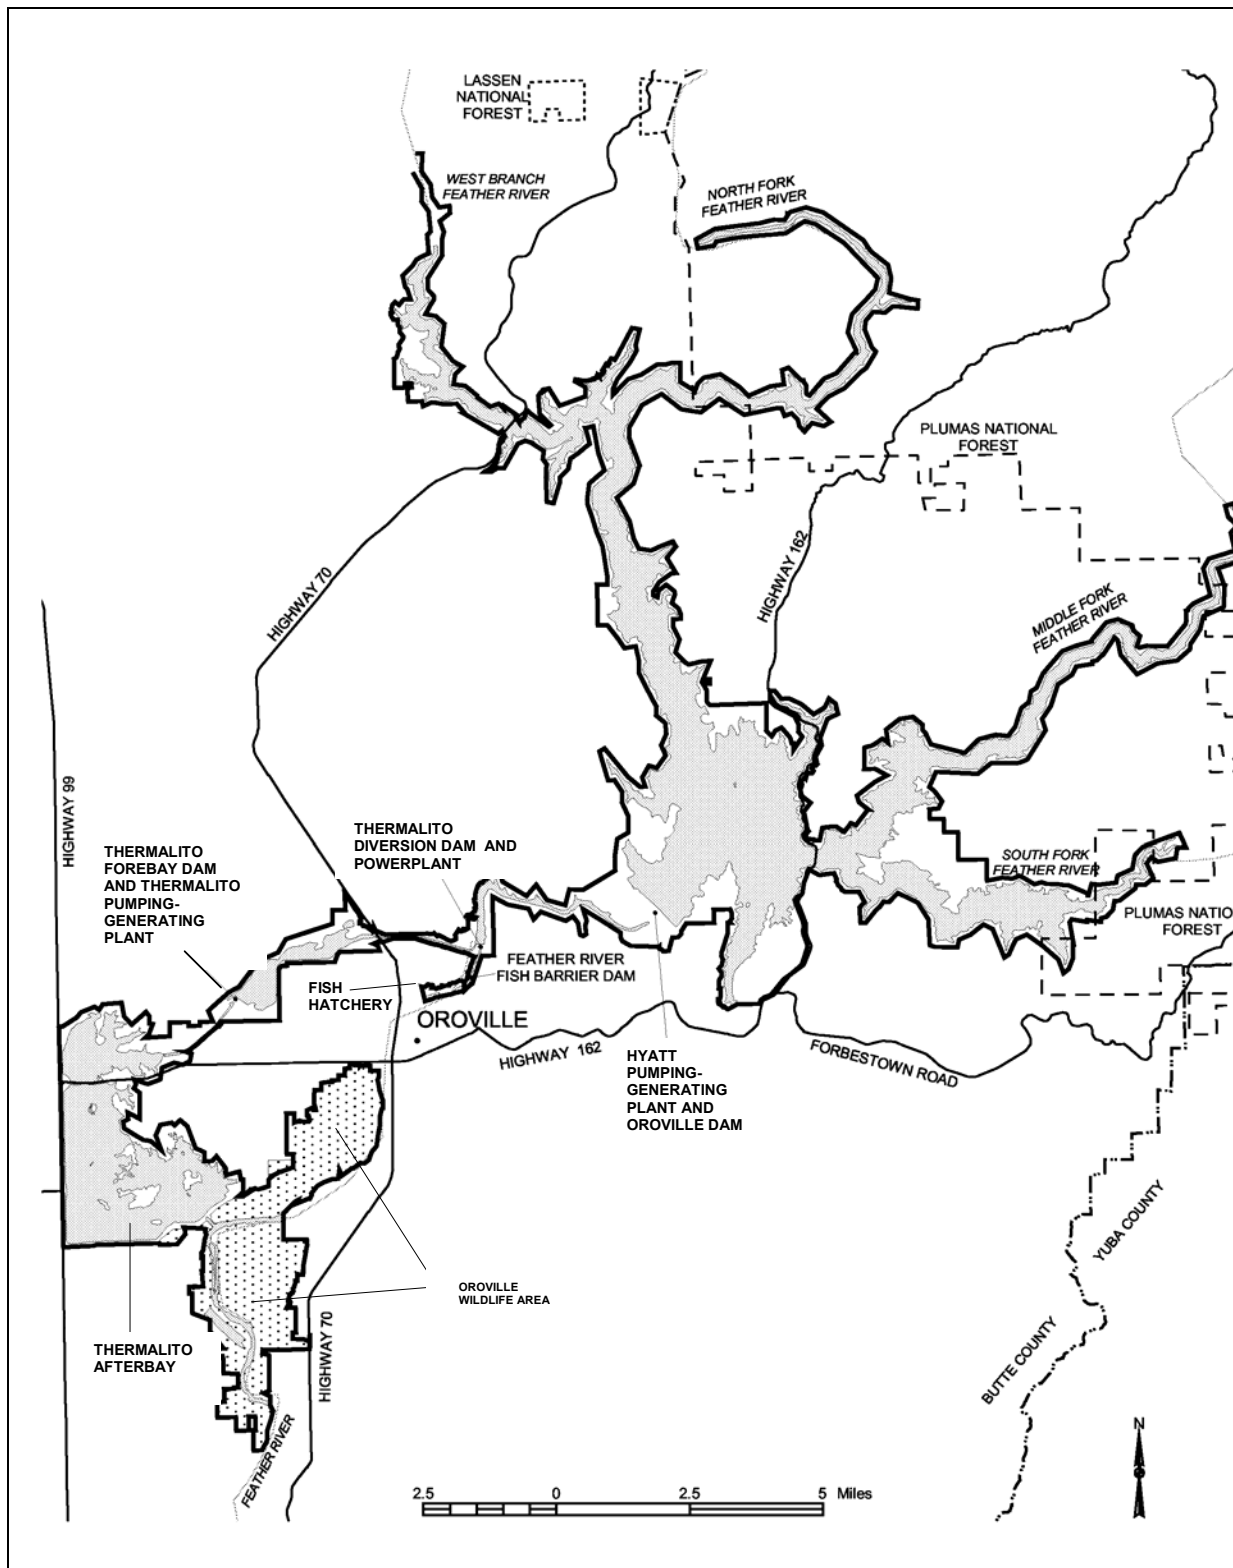 LASSEN
NATIONAL
FOREST
WEST BRANCH
FEATHER RIVER
NORTH FORK
FEATHER RIVER
PLUMAS NATIONAL
FOREST
HIGHWAY 70
HIGHWAY 162
MIDDLE FORK
FEATHER RIVER
HIGHWAY 99
THERMALITO
DIVERSION DAM AND
POWERPLANT
THERMALITO
FOREBAY DAM
AND THERMALITO
PUMPING-
GENERATING
PLANT
SOUTH FORK
FEATHER RIVER
PLUMAS NATIO
FOREST
FEATHER RIVER
FISH BARRIER DAM
FISH
HATCHERY
OROVILLE
HIGHWAY 162
FORBESTOWN ROAD
HYATT
PUMPING-
GENERATING
PLANT AND
OROVILLE DAM
YUBA COUNTY
BUTTE COUNTY
OROVILLE
WILDLIFE AREA
THERMALITO
AFTERBAY
HIGHWAY 70
FEATHER RIVER
N
2.5 0 2.5 5 Miles